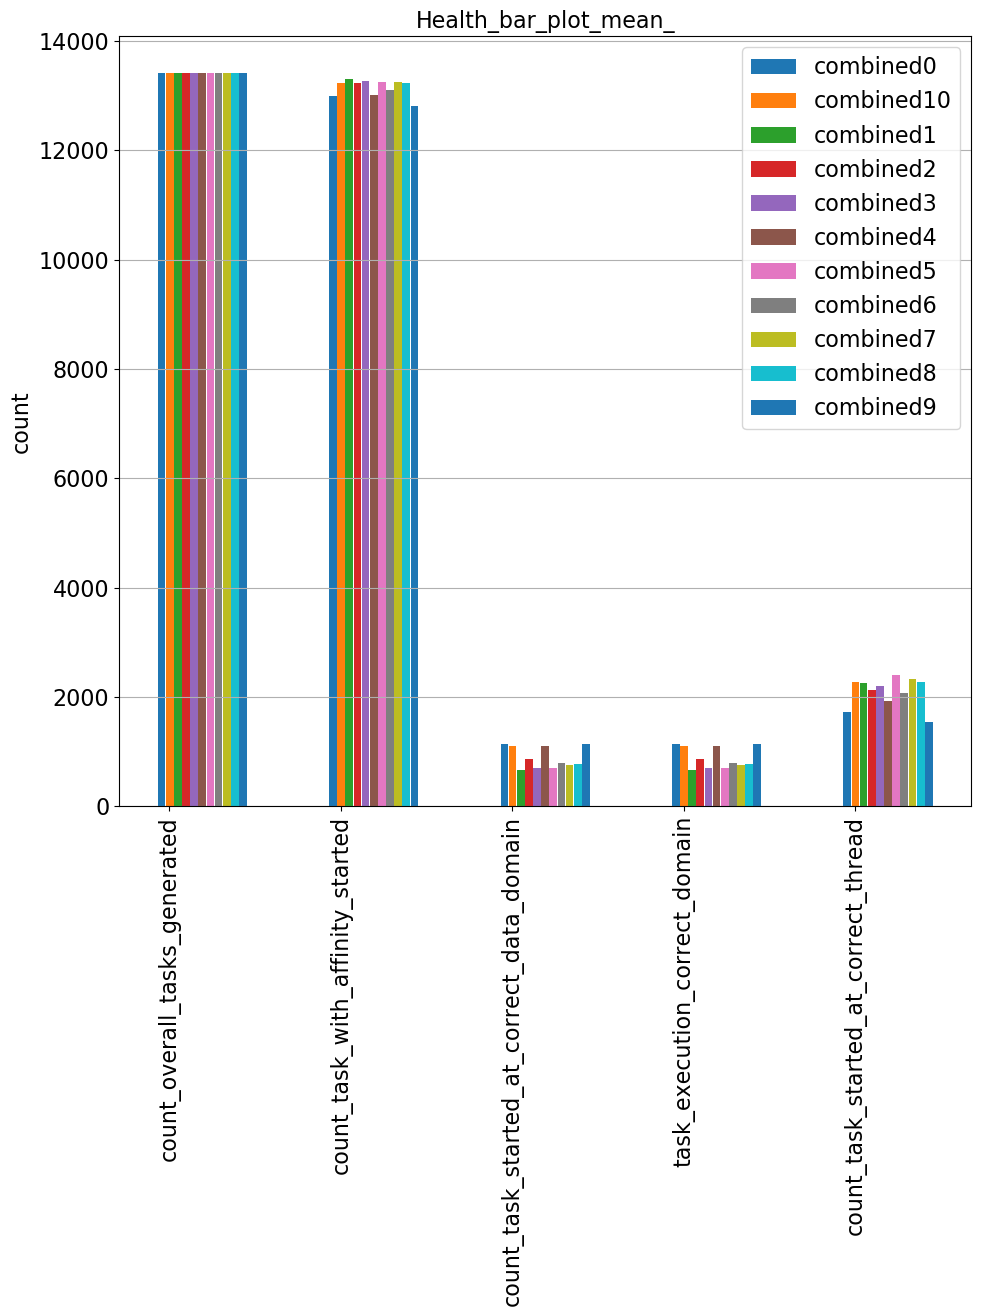 Health_bar_plot_mean_
14000
12000
10000
8000
6000
4000
2000
0
count
combined0
combined10
combined1
combined2
combined3
combined4
combined5
combined6
combined7
combined8
combined9
count_overall_tasks_generated
count_task_with_affinity_started
count_task_started_at_correct_data_domain
task_execution_correct_domain
count_task_started_at_correct_thread